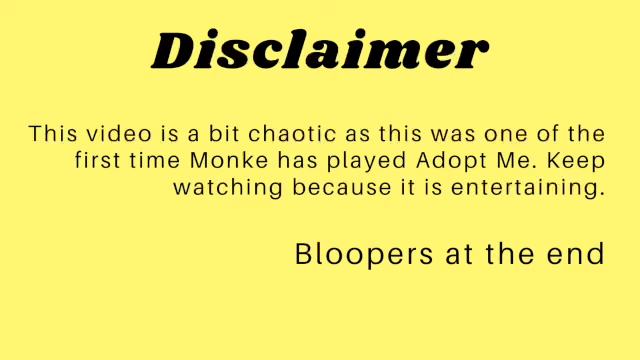 Disclaimer
This video is a bit chaotic as this was one of the
first time Monke has played Adopt Me. Keep
watching because it is entertaining.
Bloopers at the end